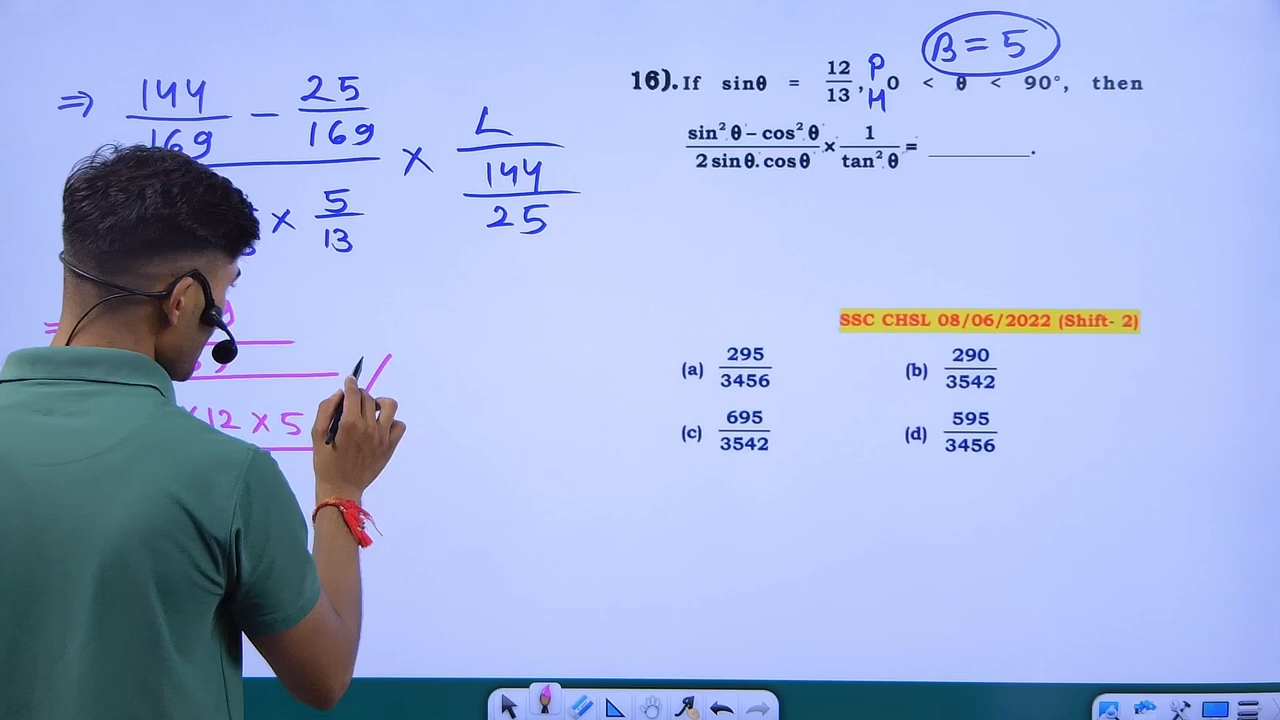 ⇒ 144/169 − 25/169
× 5/13 × 1/(144/25)
× 12 × 5
B = 5
16). If sinθ = 12/13, P H 0 < θ < 90°, then
(sin²θ − cos²θ)/(2 sinθ. cosθ) × 1/tan²θ = ________.
SSC CHSL 08/06/2022 (Shift- 2)
(a) 295/3456 (b) 290/3542
(c) 695/3542 (d) 595/3456